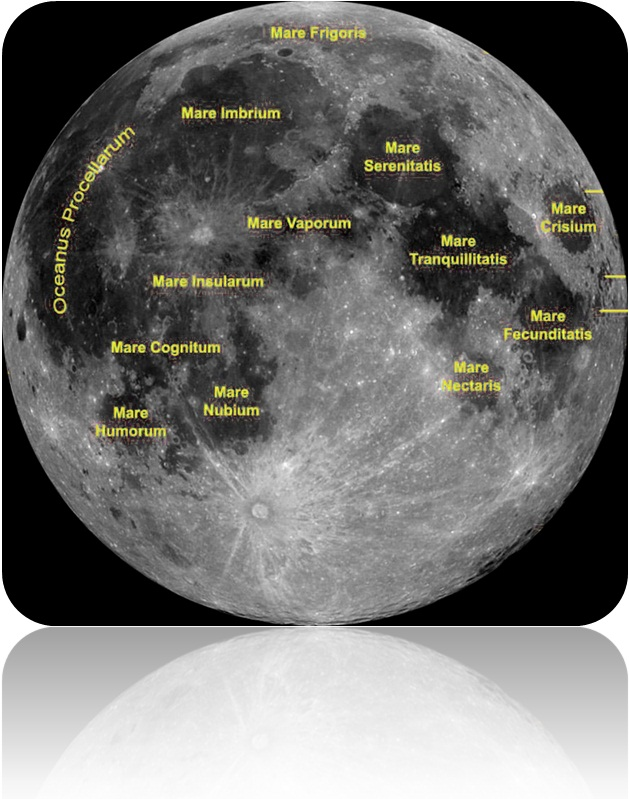 Mare Frigoris
Mare Imbrium
Oceanus Procellarum
Mare
Serenitatis
Mare
Crisium
Mare Vaporum
Mare
Tranquillitatis
Mare Insularum
Mare
Fecunditatis
Mare Cognitum
Mare
Nectaris
Mare
Nubium
Mare
Humorum